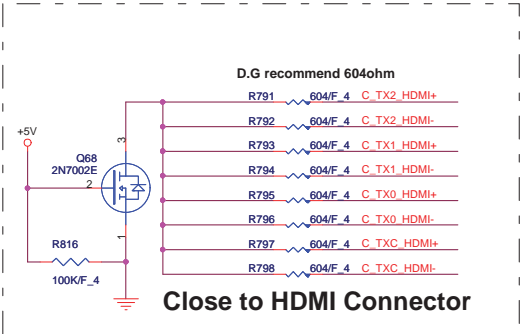 D.G recommend 604ohm
R791 604/F_4 C_TX2_HDMI+
+5V
R792 604/F_4 C_TX2_HDMI-
3
R793 604/F_4 C_TX1_HDMI+
Q68
2N7002E
R794 604/F_4 C_TX1_HDMI-
2
R795 604/F_4 C_TX0_HDMI+
R796 604/F_4 C_TX0_HDMI-
1
R816
R797 604/F_4 C_TXC_HDMI+
R798 604/F_4 C_TXC_HDMI-
100K/F_4
Close to HDMI Connector